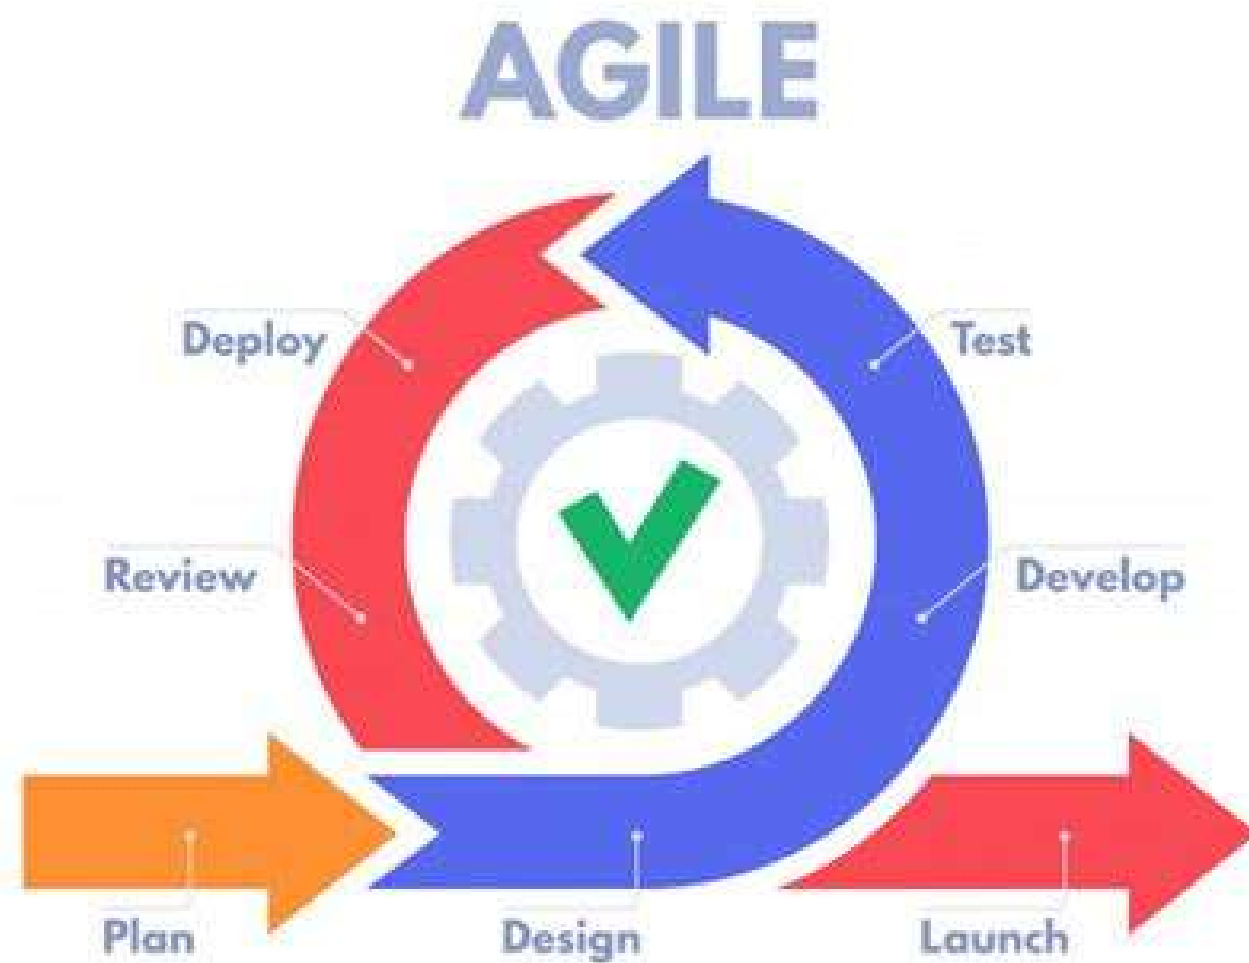 AGILE
Deploy
Test
Review
Develop
Plan
Design
Launch